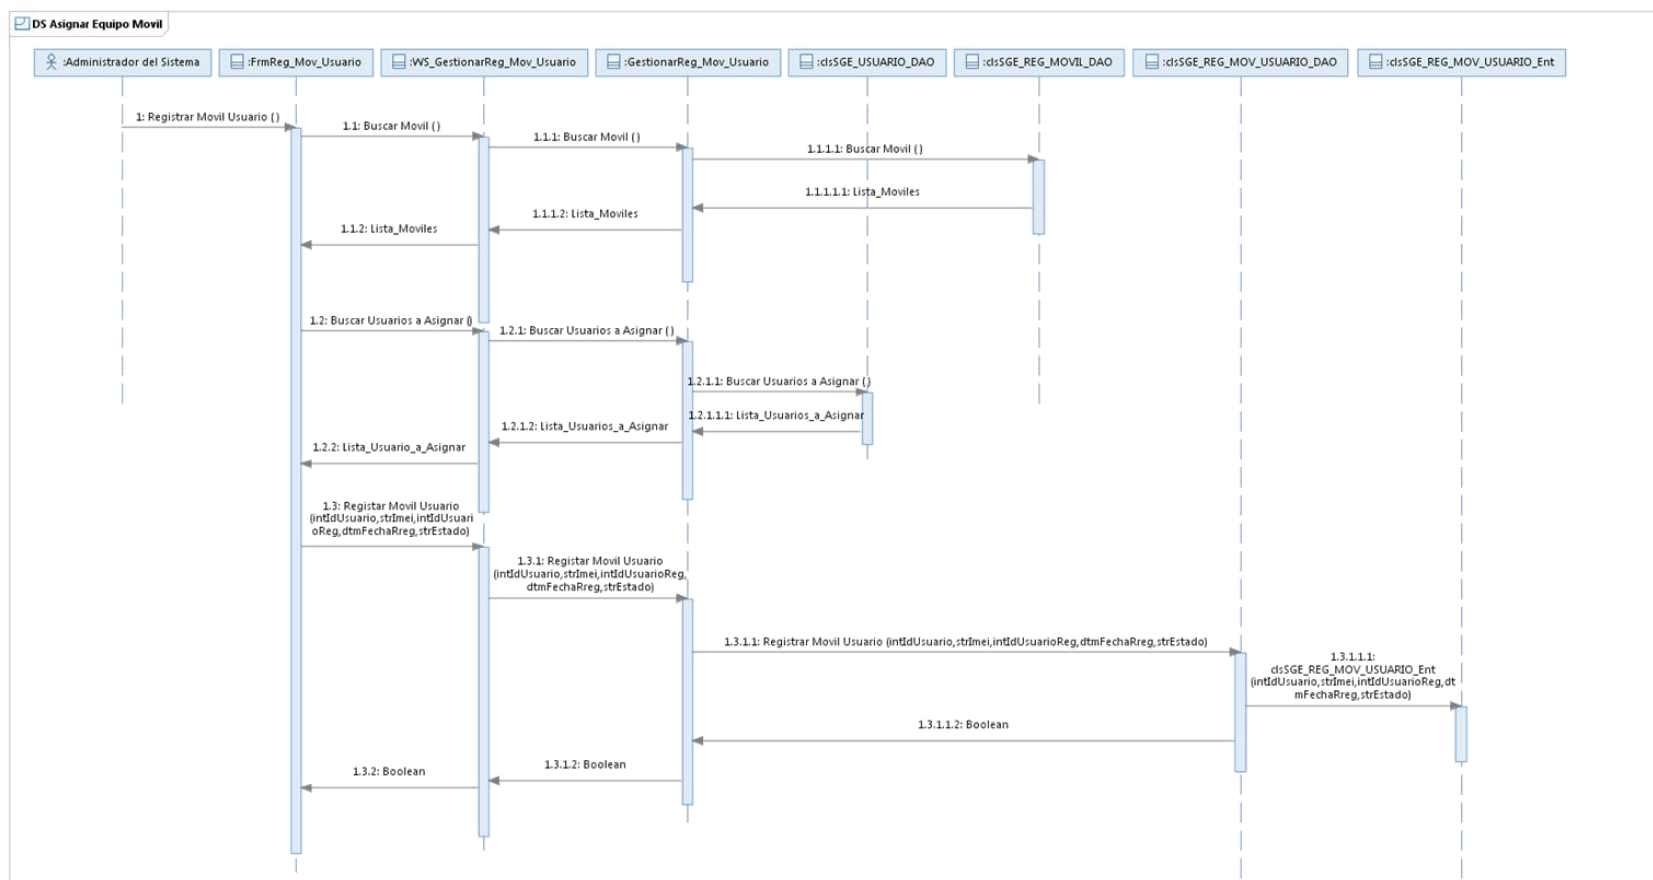 DS Asignar Equipo Movil
:Administrador del Sistema
:FrmReg_Mov_Usuario
:WS_GestionarReg_Mov_Usuario
:GestionarReg_Mov_Usuario
:clsSGE_USUARIO_DAO
:clsSGE_REG_MOVIL_DAO
:clsSGE_REG_MOV_USUARIO_DAO
:clsSGE_REG_MOV_USUARIO_Ent
1: Registrar Movil Usuario ( )
1.1: Buscar Movil ( )
1.1.1: Buscar Movil ( )
1.1.1.1: Buscar Movil ( )
1.1.1.1.1: Lista_Moviles
1.1.1.2: Lista_Moviles
1.1.2: Lista_Moviles
1.2: Buscar Usuarios a Asignar ()
1.2.1: Buscar Usuarios a Asignar ( )
1.2.1.1: Buscar Usuarios a Asignar ( )
1.2.1.1.1: Lista_Usuarios_a_Asignar
1.2.1.2: Lista_Usuarios_a_Asignar
1.2.2: Lista_Usuario_a_Asignar
1.3: Registar Movil Usuario
(intIdUsuario,strImei,intIdUsuari
oReg,dtmFechaRreg,strEstado)
1.3.1: Registar Movil Usuario
(intIdUsuario,strImei,intIdUsuarioReg,
dtmFechaRreg,strEstado)
1.3.1.1: Registrar Movil Usuario (intIdUsuario,strImei,intIdUsuarioReg,dtmFechaRreg,strEstado)
1.3.1.1.1:
clsSGE_REG_MOV_USUARIO_Ent
(intIdUsuario,strImei,intIdUsuarioReg,dt
mFechaRreg,strEstado)
1.3.1.1.2: Boolean
1.3.1.2: Boolean
1.3.2: Boolean